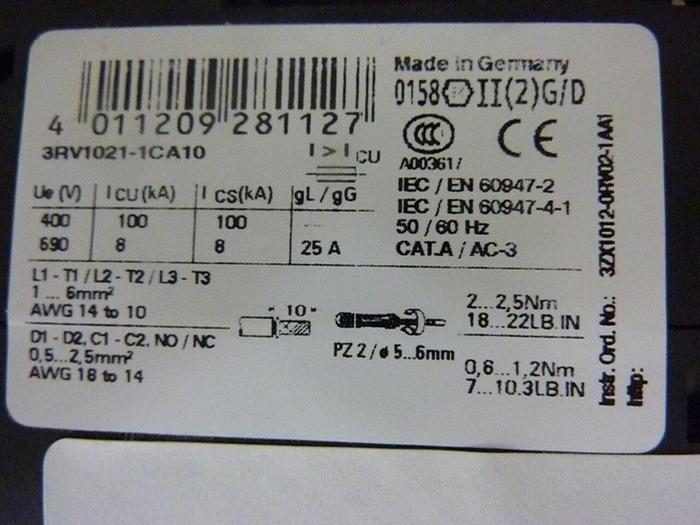 4 011209 281127
3RV1021-1CA10
I > I CU
Made in Germany
0158 II(2)G/D
CCC CE
A00361/
IEC / EN 60947-2
IEC / EN 60947-4-1
50 / 60 Hz
CAT.A / AC-3
Ue (V) I CU (kA) I CS (kA) gL / gG
400 100 100 ---
690 8 8 25 A
L1 - T1 / L2 - T2 / L3 - T3
1 ... 6mm²
AWG 14 to 10
D1 - D2, C1 - C2. NO / NC
0,5...2,5mm²
AWG 18 to 14
10
PZ 2 / ø 5...6mm
2...2,5Nm
18...22LB.IN
0,6...1,2Nm
7...10.3LB.IN
Instr. Ord. No.: 3ZX1012-0RV02-1AA1
http: